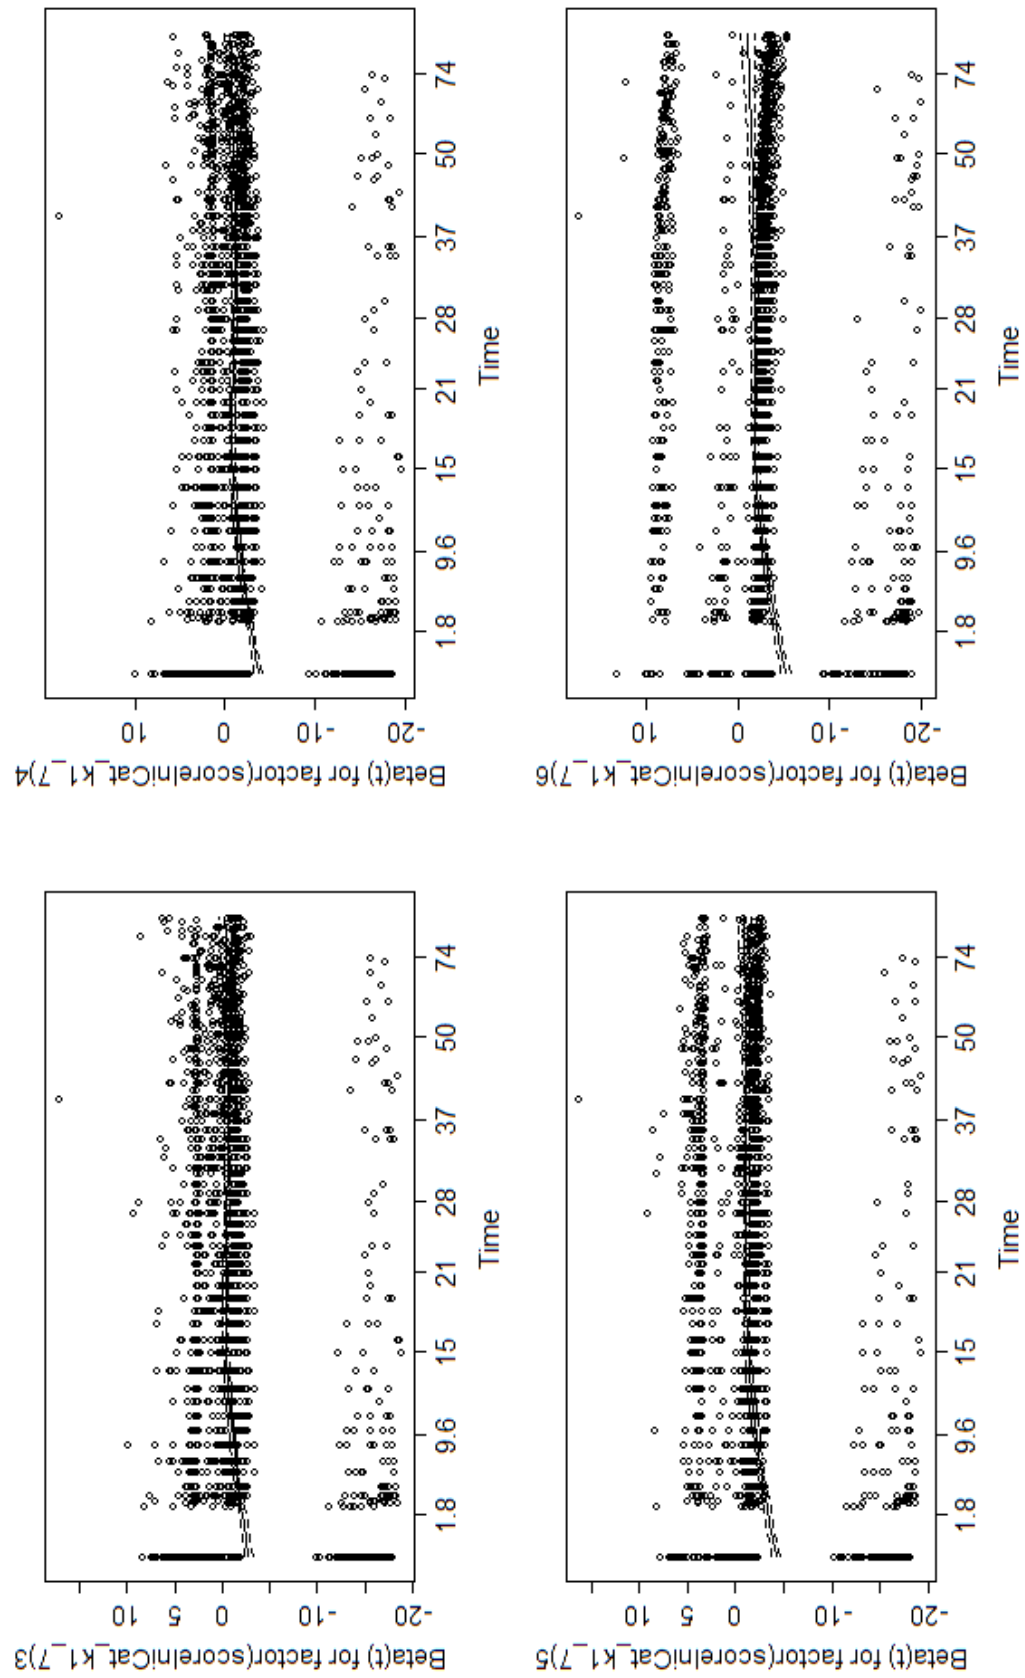 Beta(t) for factor(scoreIniCat_k1_7)3
10
5
0
-10
-20
1.8 9.6 15 21 28 37 50 74
Time
Beta(t) for factor(scoreIniCat_k1_7)4
10
0
-10
-20
1.8 9.6 15 21 28 37 50 74
Time
Beta(t) for factor(scoreIniCat_k1_7)5
10
5
0
-10
-20
1.8 9.6 15 21 28 37 50 74
Time
Beta(t) for factor(scoreIniCat_k1_7)6
10
0
-10
-20
1.8 9.6 15 21 28 37 50 74
Time